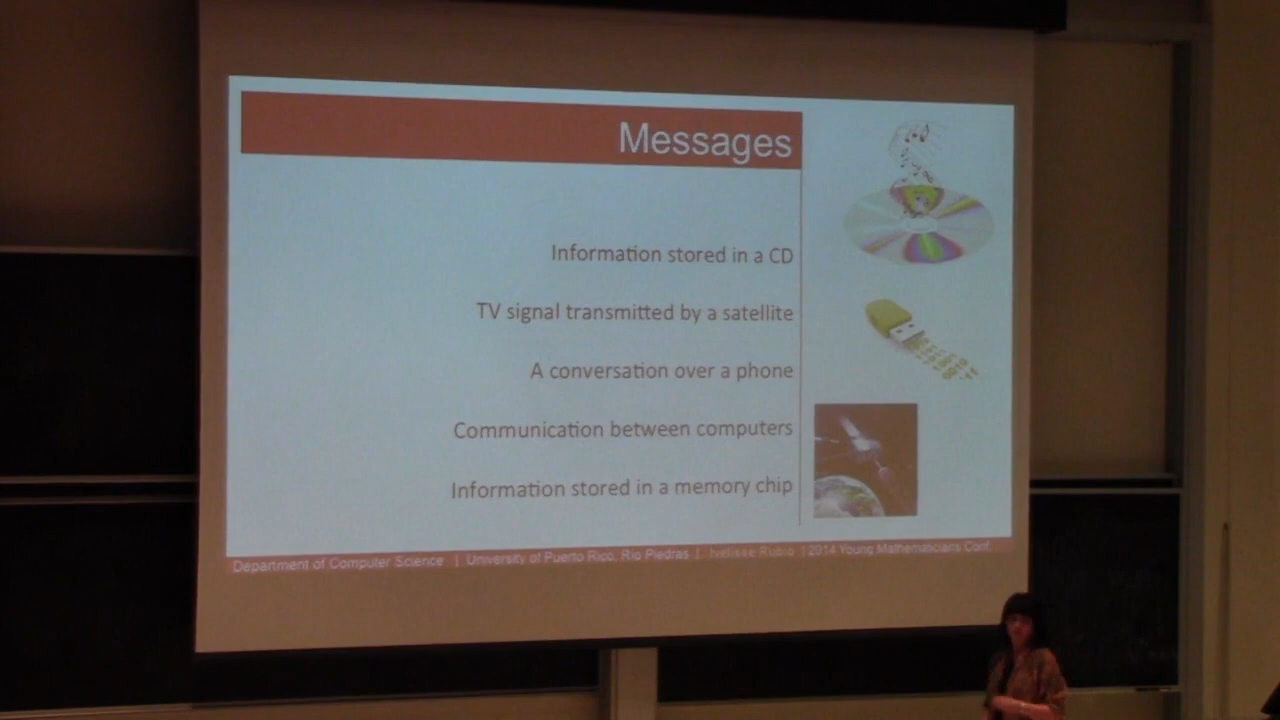 Messages
Information stored in a CD
TV signal transmitted by a satellite
A conversation over a phone
Communication between computers
Information stored in a memory chip
Department of Computer Science | University of Puerto Rico, Rio Piedras | Ivelisse Rubio | 2014 Young Mathematicians Conf.